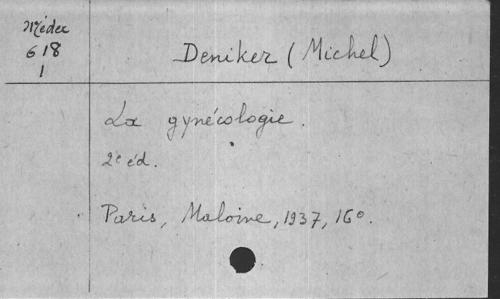 Médec
618
1
Deniker (Michel)
La gynécologie.
2e éd.
Paris, Maloine, 1937, 16°.